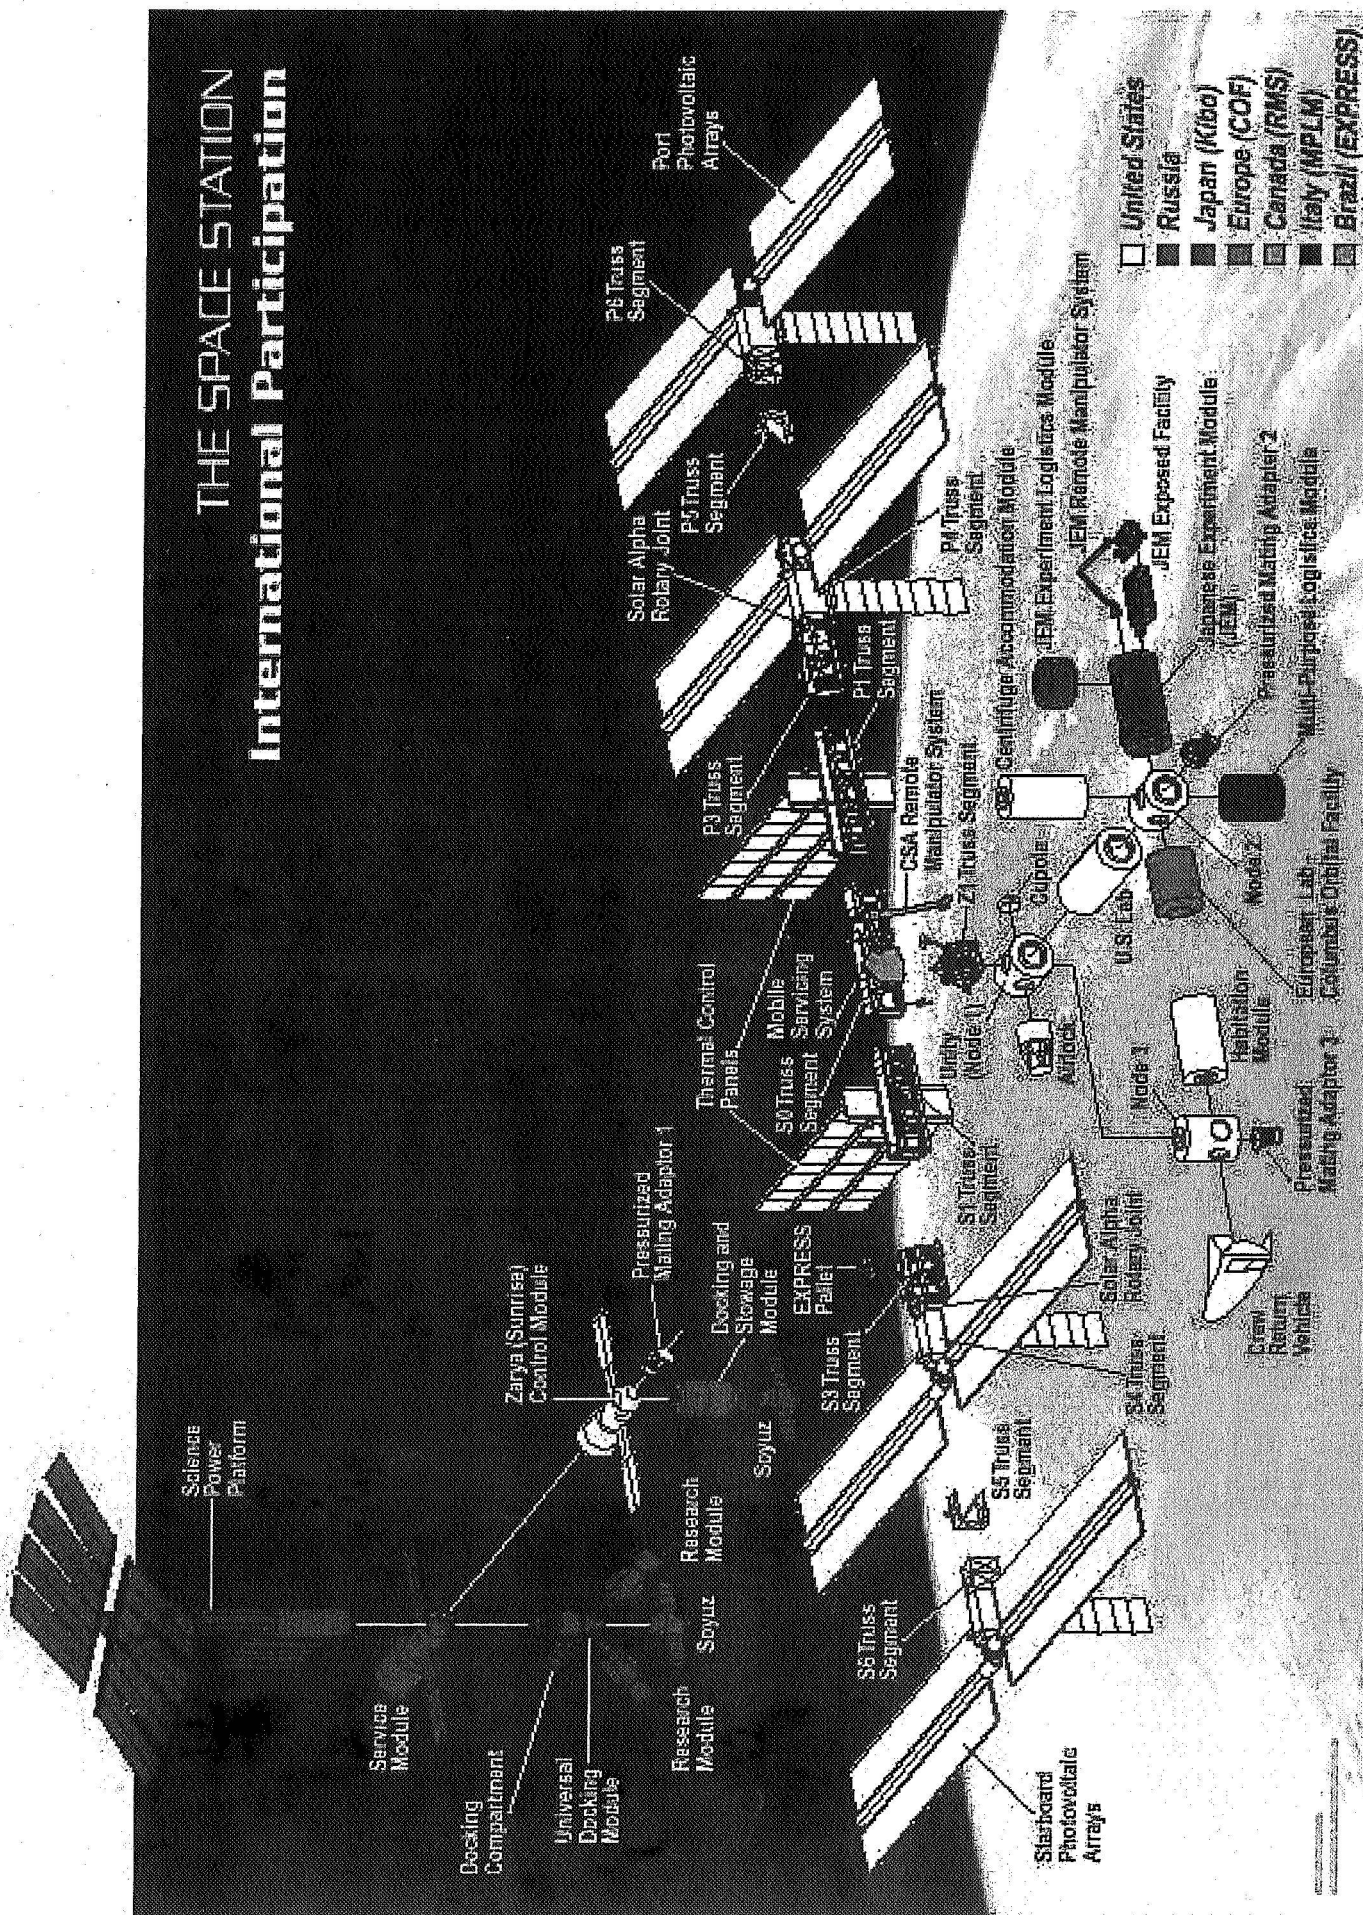 THE SPACE STATION
International Participation
Science
Power
Platform
Service
Module
Docking
Compartment
Universal
Docking
Module
Research
Module
Soyuz
Research
Module
Soyuz
Zarya (Sunrise)
Control Module
Pressurized
Mating Adaptor 1
Docking and
Stowage
Module
EXPRESS
Pallet
S3 Truss
Segment
Thermal Control
Panels
S0 Truss
Segment
Mobile
Servicing
System
P3 Truss
Segment
Solar Alpha
Rotary Joint
P5 Truss
Segment
P6 Truss
Segment
Port
Photovoltaic
Arrays
S6 Truss
Segment
Starboard
Photovoltaic
Arrays
S5 Truss
Segment
S4 Truss
Segment
Solar Alpha
Rotary Joint
S1 Truss
Segment
Unity
(Node 1)
Airlock
CSA Remote
Manipulator System
Z1 Truss Segment
Cupola
P1 Truss
Segment
P4 Truss
Segment
Centrifuge Accommodation Module
JEM Experiment Logistics Module
JEM Remote Manipulator System
JEM Exposed Facility
Japanese Experiment Module
(JEM)
Pressurized Mating Adapter 2
Multi-Purpose Logistics Module
U.S. Lab
Node 2
European Lab-
Columbus Orbital Facility
Habitation
Module
Node 3
Pressurized
Mating Adaptor 3
Crew
Return
Vehicle
United States
Russia
Japan (Kibo)
Europe (COF)
Canada (RMS)
Italy (MPLM)
Brazil (EXPRESS)